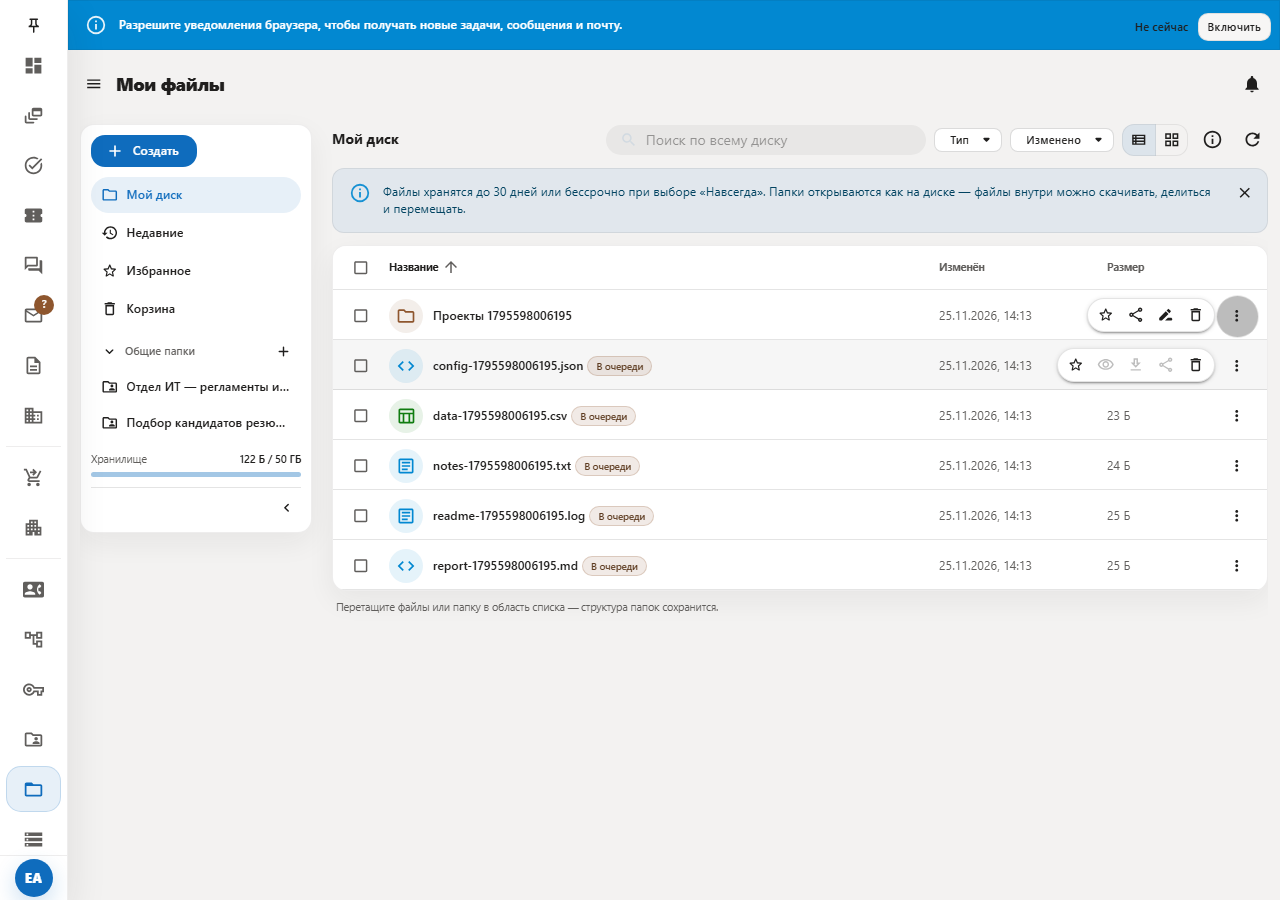 Разрешите уведомления браузера, чтобы получать новые задачи, сообщения и почту.
Не сейчас
Включить
Мои файлы
Создать
Мой диск
Недавние
Избранное
Корзина
Общие папки
Отдел ИТ — регламенты и...
Подбор кандидатов резю...
Хранилище
122 Б / 50 ГБ
Мой диск
Поиск по всему диску
Тип
Изменено
Файлы хранятся до 30 дней или бессрочно при выборе «Навсегда». Папки открываются как на диске — файлы внутри можно скачивать, делиться
и перемещать.
Название
Изменён
Размер
Проекты 1795598006195
25.11.2026, 14:13
config-1795598006195.json
В очереди
25.11.2026, 14:13
data-1795598006195.csv
В очереди
25.11.2026, 14:13
23 Б
notes-1795598006195.txt
В очереди
25.11.2026, 14:13
24 Б
readme-1795598006195.log
В очереди
25.11.2026, 14:13
25 Б
report-1795598006195.md
В очереди
25.11.2026, 14:13
25 Б
Перетащите файлы или папку в область списка — структура папок сохранится.
?
EA